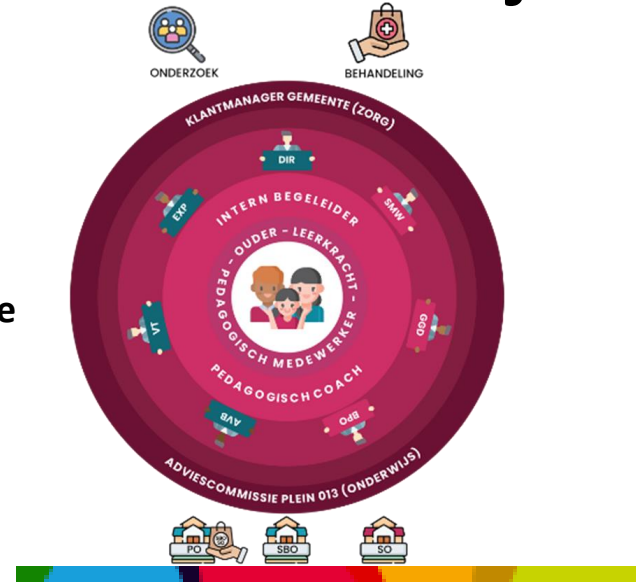 e
ONDERZOEK
BEHANDELING
KLANTMANAGER GEMEENTE (ZORG)
DIR
EXP
SMW
INTERN BEGELEIDER
- OUDER - LEERKRACHT -
PEDAGOGISCH MEDEWERKER
VT
GGD
PEDAGOGISCH COACH
AVB
BPO
ADVIESCOMMISSIE PLEIN 013 (ONDERWIJS)
PO
SBO
SO